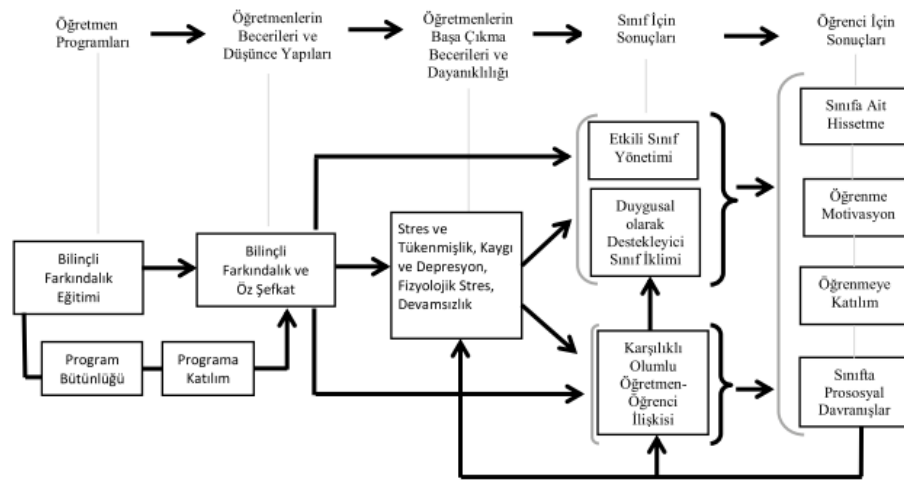 Öğretmen
Programları
Öğretmenlerin
Becerileri ve
Düşünce Yapıları
Öğretmenlerin
Başa Çıkma
Becerileri ve
Dayanıklılığı
Sınıf İçin
Sonuçları
Öğrenci İçin
Sonuçları
Bilinçli
Farkındalık
Eğitimi
Program
Bütünlüğü
Programa
Katılım
Bilinçli
Farkındalık ve
Öz Şefkat
Stres ve
Tükenmişlik, Kaygı
ve Depresyon,
Fizyolojik Stres,
Devamsızlık
Etkili Sınıf
Yönetimi
Duygusal
olarak
Destekleyici
Sınıf İklimi
Karşılıklı
Olumlu
Öğretmen-
Öğrenci
İlişkisi
Sınıfa Ait
Hissetme
Öğrenme
Motivasyon
Öğrenmeye
Katılım
Sınıfta
Prososyal
Davranışlar